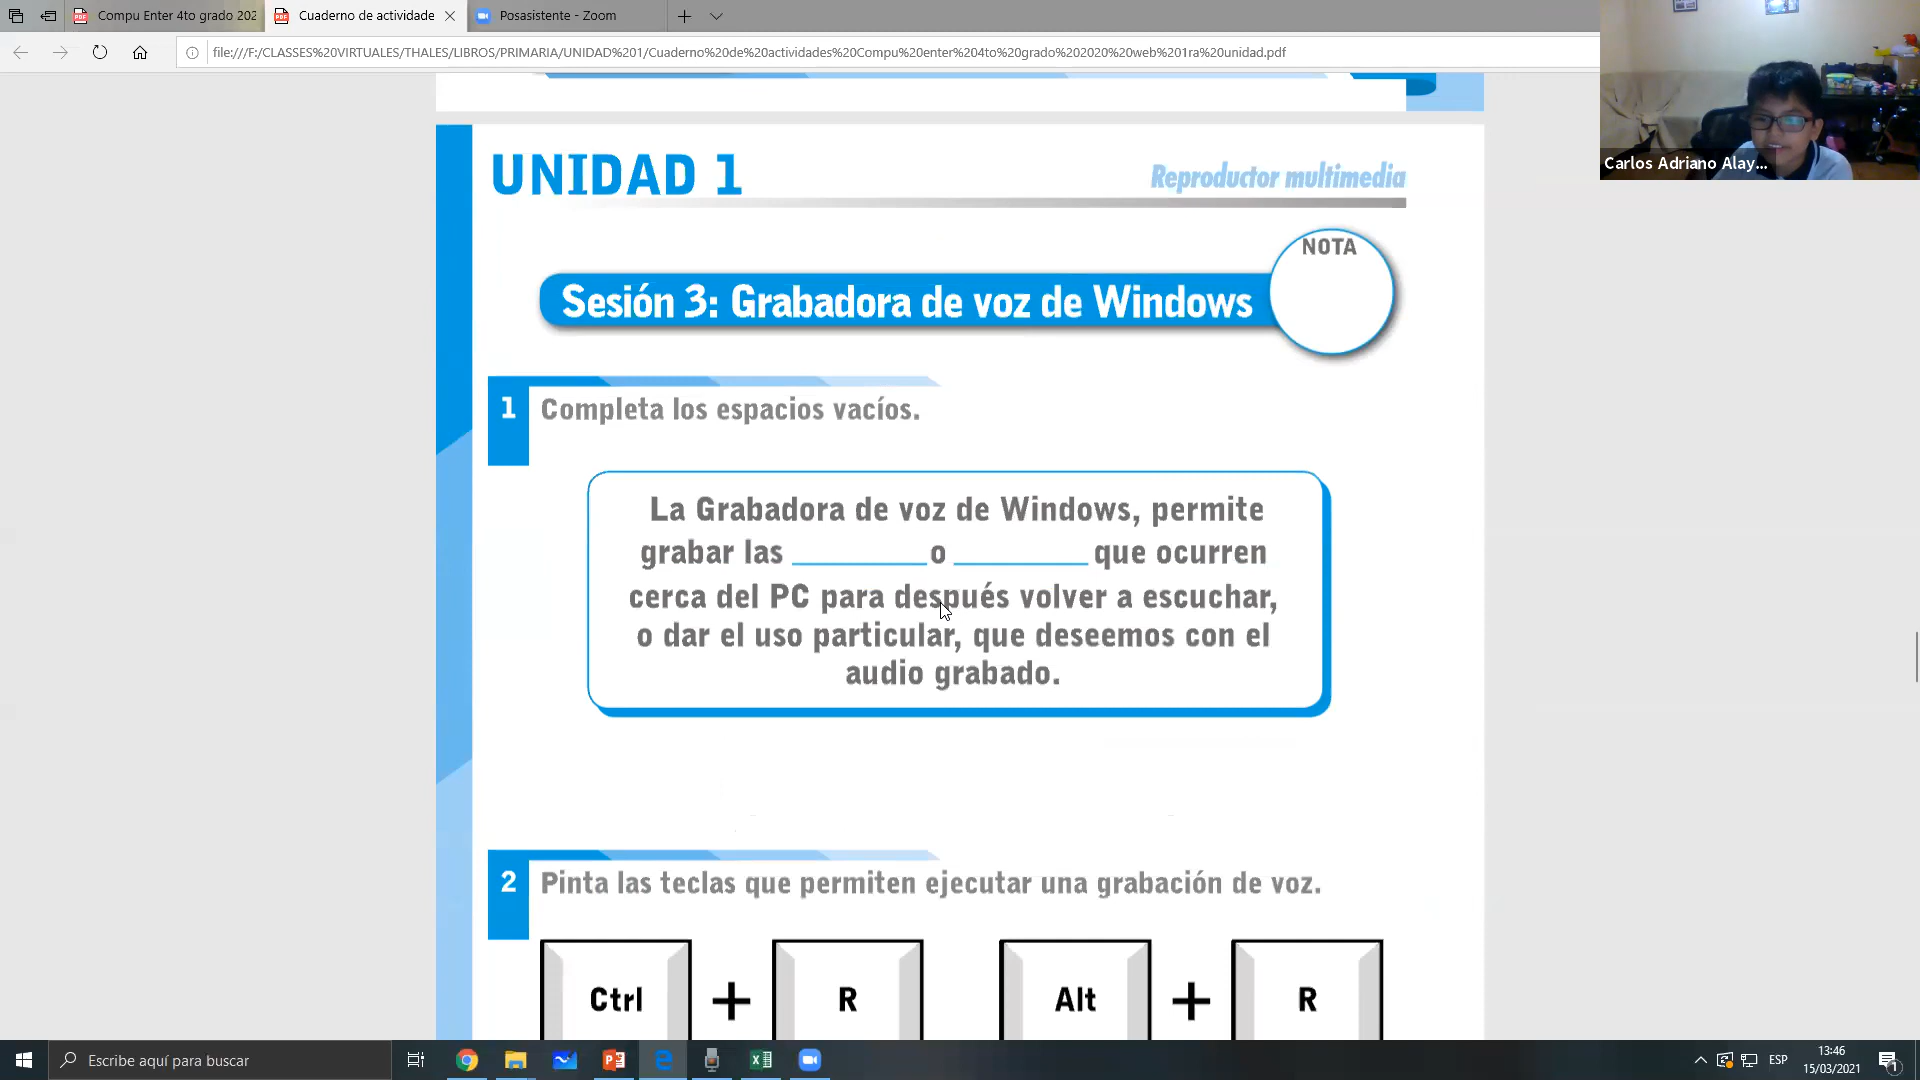 Compu Enter 4to grado 202
Cuaderno de actividade
Posasistente - Zoom
file:///F:/CLASSES%20VIRTUALES/THALES/LIBROS/PRIMARIA/UNIDAD%201/Cuaderno%20de%20actividades%20Compu%20enter%204to%20grado%202020%20web%201ra%20unidad.pdf
Carlos Adriano Alay...
UNIDAD 1
Reproductor multimedia
NOTA
Sesión 3: Grabadora de voz de Windows
1 Completa los espacios vacíos.
La Grabadora de voz de Windows, permite
grabar las __________ o __________ que ocurren
cerca del PC para después volver a escuchar,
o dar el uso particular, que deseemos con el
audio grabado.
2 Pinta las teclas que permiten ejecutar una grabación de voz.
Ctrl + R Alt + R
Escribe aquí para buscar
ESP
13:46
15/03/2021
1